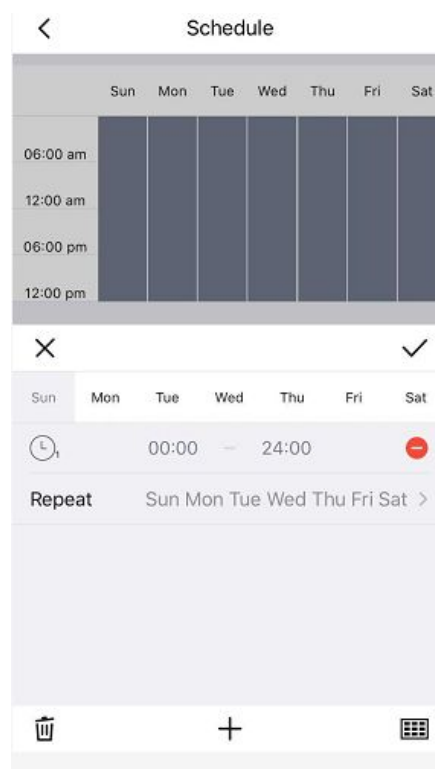 Schedule
Sun Mon Tue Wed Thu Fri Sat
06:00 am
12:00 am
06:00 pm
12:00 pm
Sun Mon Tue Wed Thu Fri Sat
1 00:00 – 24:00
Repeat Sun Mon Tue Wed Thu Fri Sat >